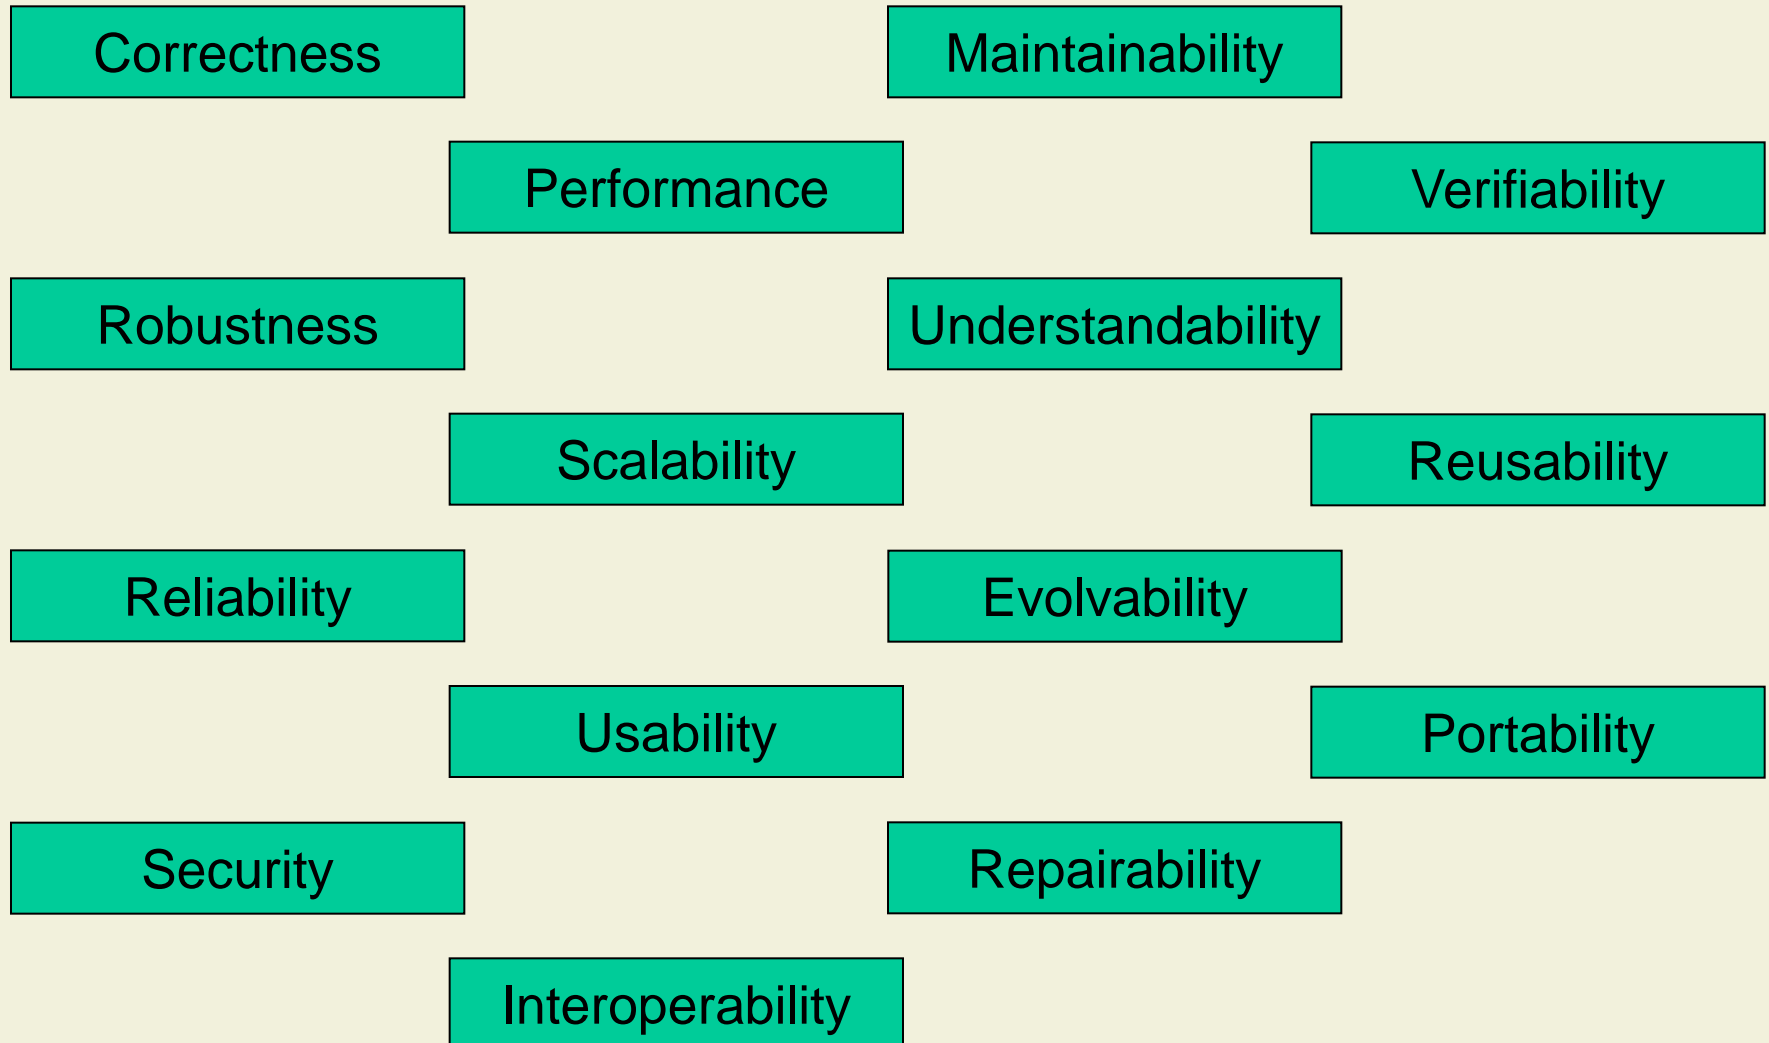 Correctness
Maintainability
Performance
Verifiability
Robustness
Understandability
Scalability
Reusability
Reliability
Evolvability
Usability
Portability
Security
Repairability
Interoperability